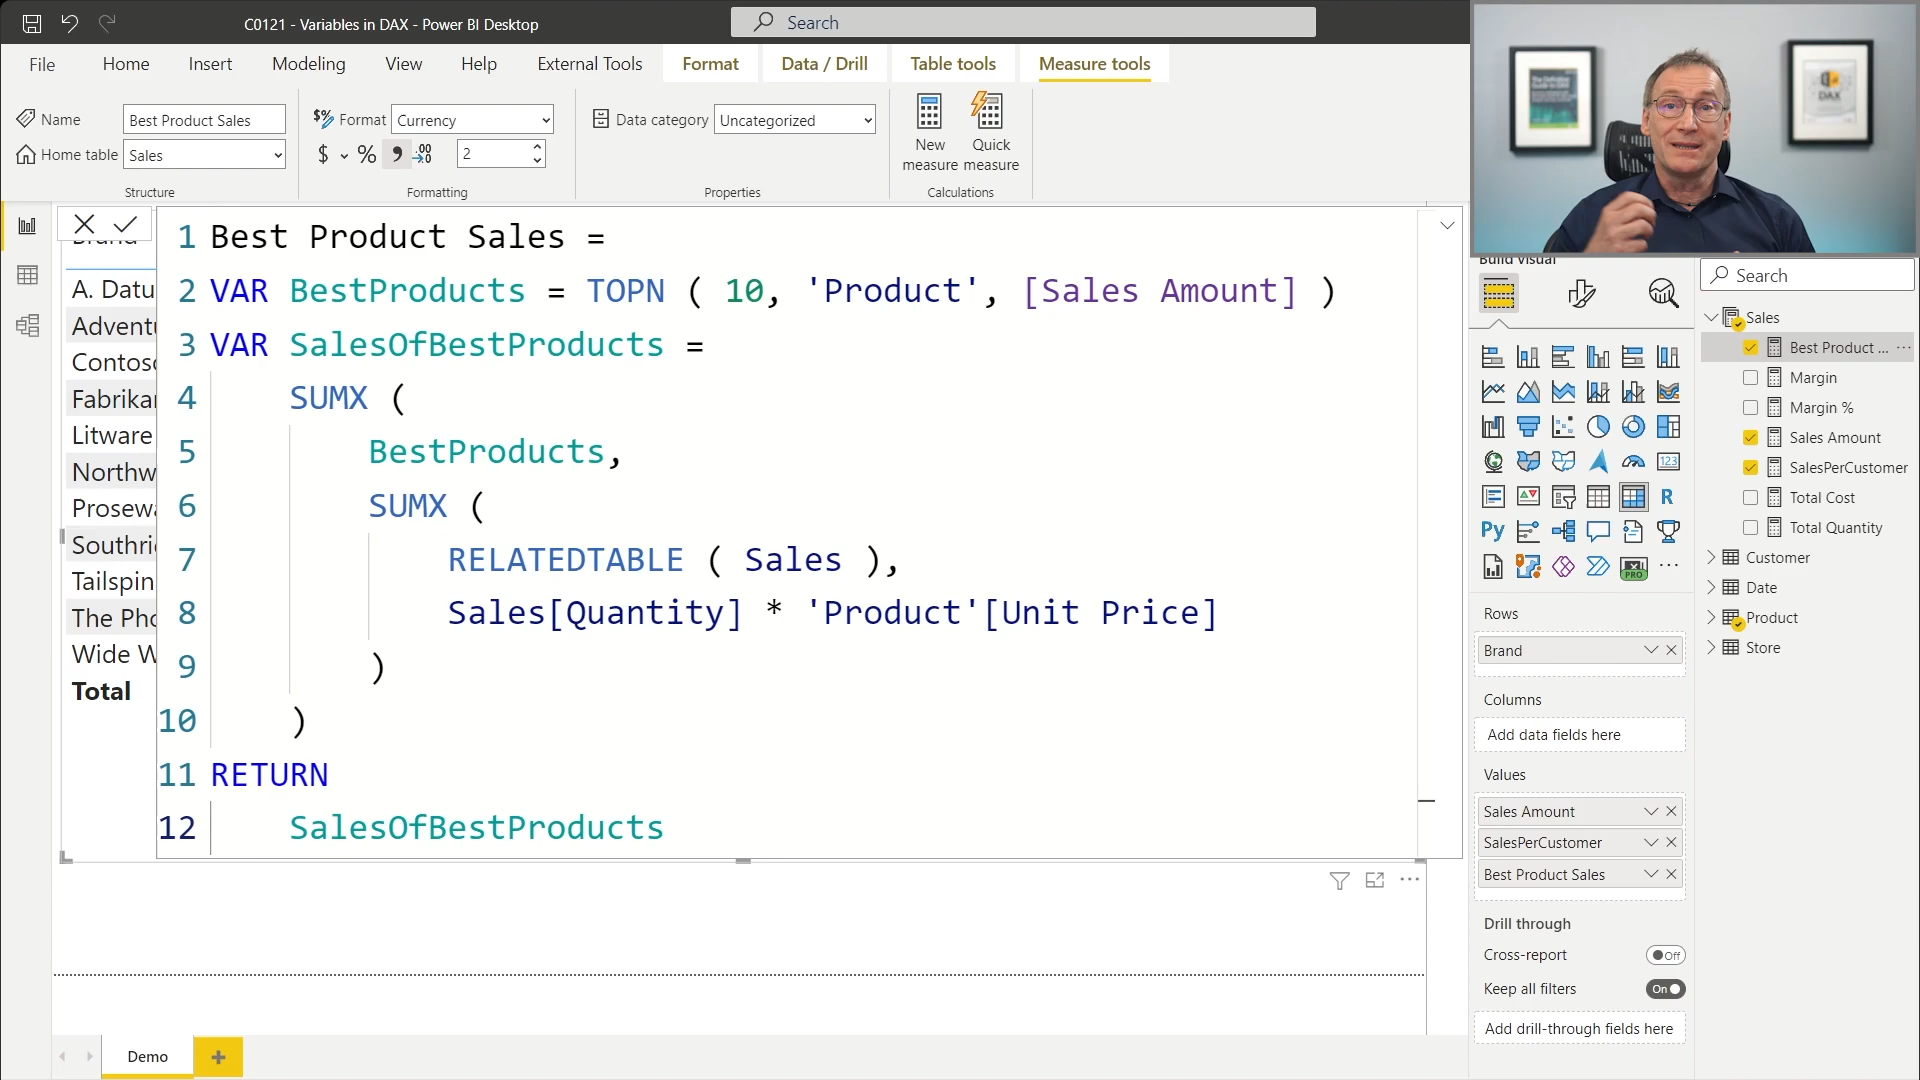 C0121 - Variables in DAX - Power BI Desktop
Search
File Home Insert Modeling View Help External Tools Format Data / Drill Table tools Measure tools
Name Best Product Sales
Home table Sales
Structure
Format Currency
$ % 2
Formatting
Data category Uncategorized
Properties
New measure
Quick measure
Calculations
A. Datu
Advent
Contos
Fabrika
Litware
Northw
Prosew
Southri
Tailspin
The Pho
Wide W
Total
1 Best Product Sales =
2 VAR BestProducts = TOPN ( 10, 'Product', [Sales Amount] )
3 VAR SalesOfBestProducts =
4 SUMX (
5 BestProducts,
6 SUMX (
7 RELATEDTABLE ( Sales ),
8 Sales[Quantity] * 'Product'[Unit Price]
9 )
10 )
11 RETURN
12 SalesOfBestProducts
DAX
Build visual
123
R
Py
PRO
Rows
Brand
Columns
Add data fields here
Values
Sales Amount
SalesPerCustomer
Best Product Sales
Drill through
Cross-report Off
Keep all filters On
Add drill-through fields here
Search
Sales
Best Product ...
Margin
Margin %
Sales Amount
SalesPerCustomer
Total Cost
Total Quantity
Customer
Date
Product
Store
Demo